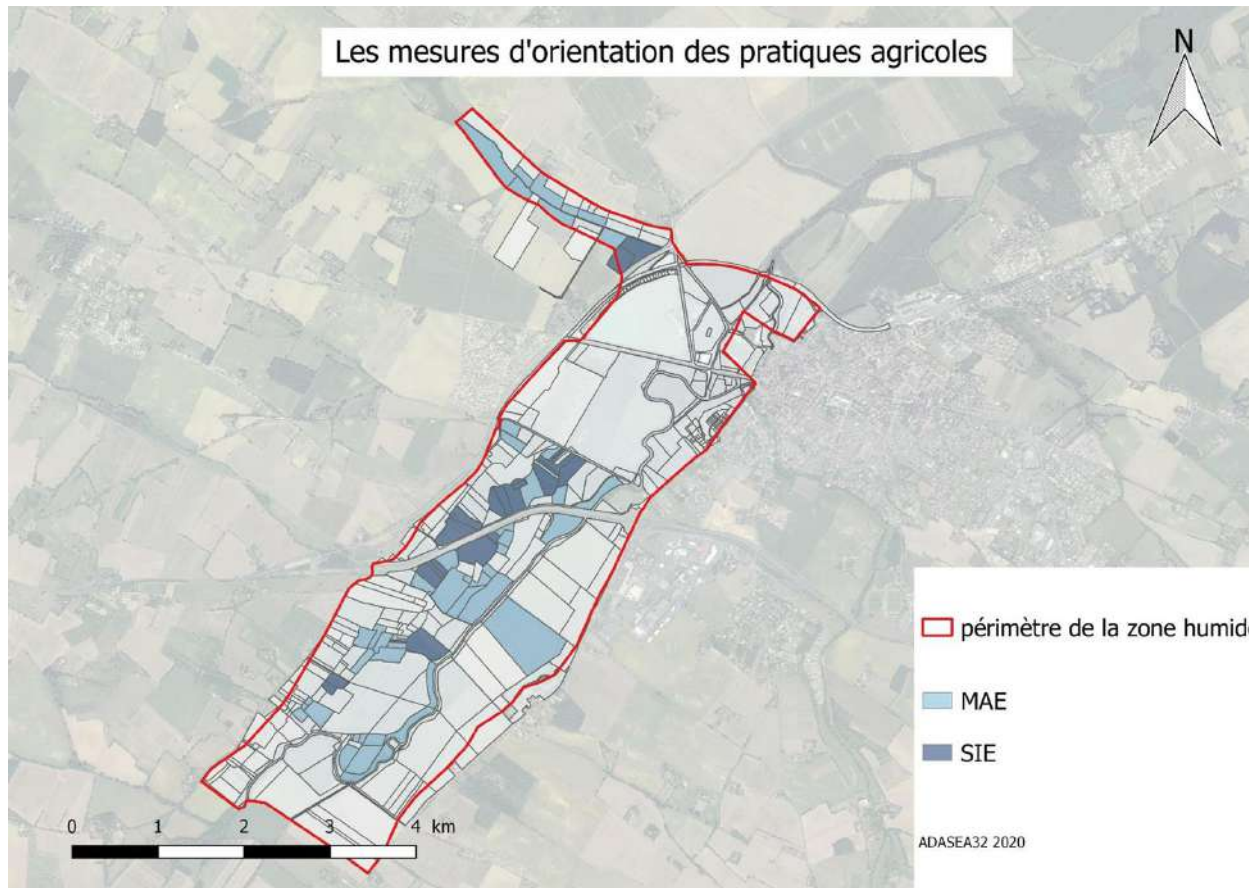 Les mesures d'orientation des pratiques agricoles
N
périmètre de la zone humid
MAE
SIE
0 1 2 3 4 km
ADASEA32 2020